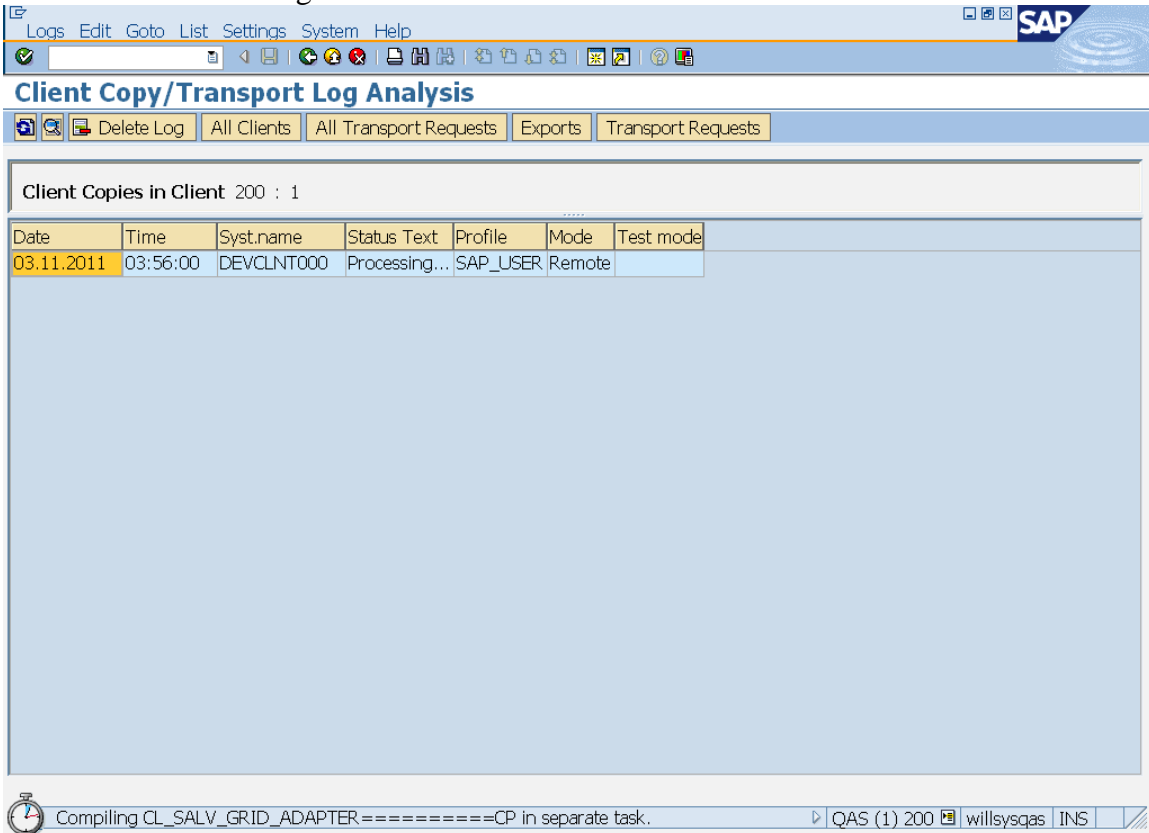 Logs Edit Goto List Settings System Help
SAP
Client Copy/Transport Log Analysis
Delete Log All Clients All Transport Requests Exports Transport Requests
Client Copies in Client 200 : 1
Date Time Syst.name Status Text Profile Mode Test mode
03.11.2011 03:56:00 DEVCLNT000 Processing... SAP_USER Remote
Compiling CL_SALV_GRID_ADAPTER==========CP in separate task. QAS (1) 200 willsysqas INS